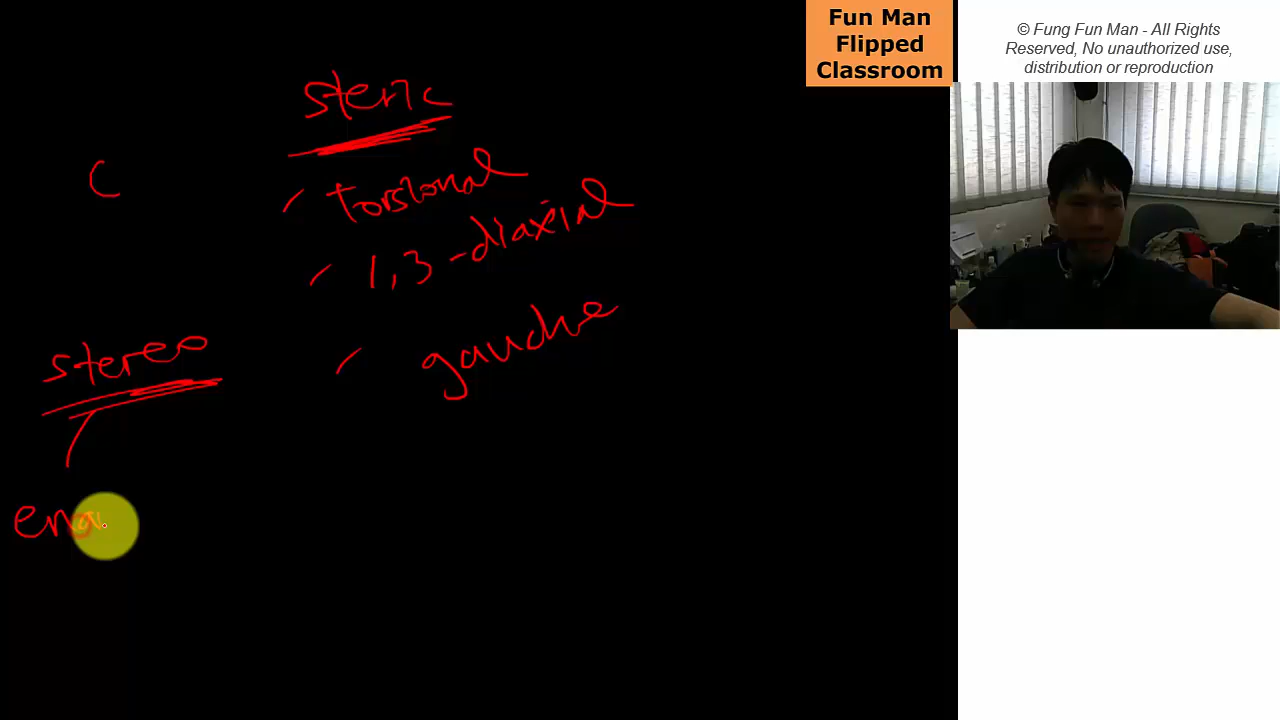 Fun Man
Flipped
Classroom
© Fung Fun Man - All Rights
Reserved, No unauthorized use,
distribution or reproduction
steric
C
torsional
1,3-diaxial
gauche
stereo
ena